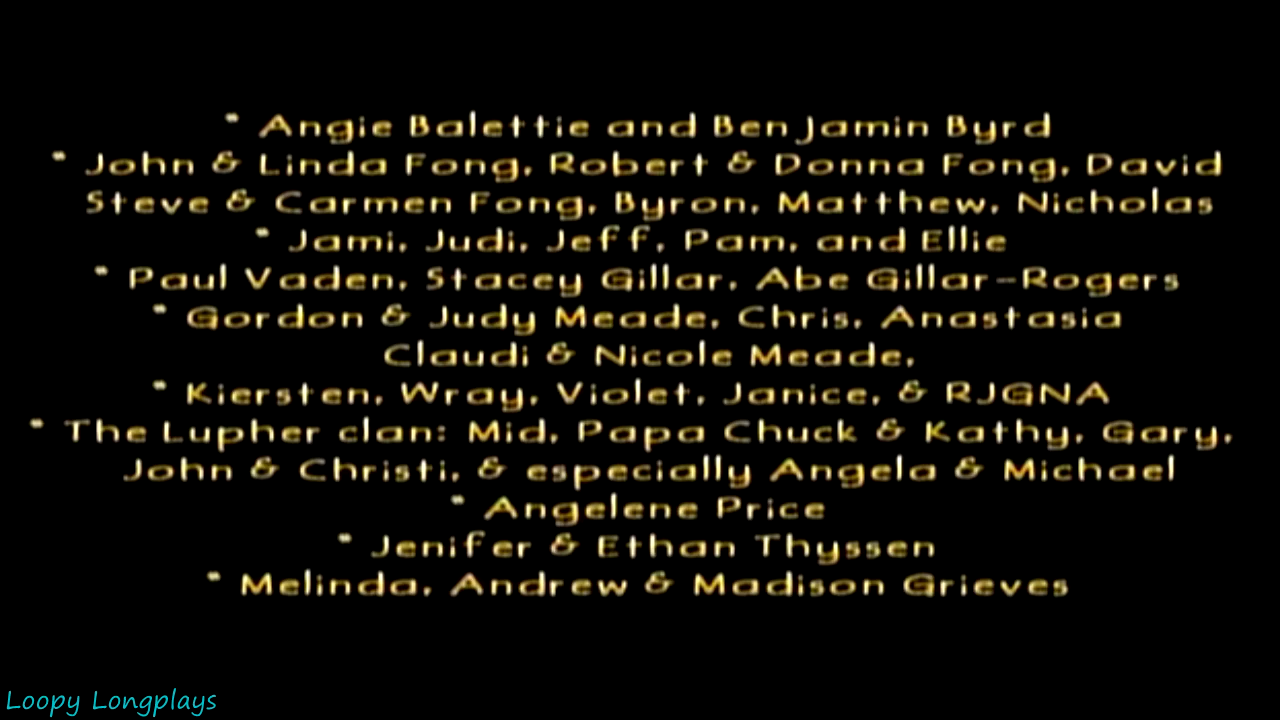 * Angie Balettie and Ben Jamin Byrd
* John & Linda Fong, Robert & Donna Fong, David
Steve & Carmen Fong, Byron, Matthew, Nicholas
* Jami, Judi, Jeff, Pam, and Ellie
* Paul Vaden, Stacey Gillar, Abe Gillar-Rogers
* Gordon & Judy Meade, Chris, Anastasia
Claudi & Nicole Meade,
* Kiersten, Wray, Violet, Janice, & RJGNA
* The Lupher clan: Mid, Papa Chuck & Kathy, Gary,
John & Christi, & especially Angela & Michael
* Angelene Price
* Jenifer & Ethan Thyssen
* Melinda, Andrew & Madison Grieves
Loopy Longplays